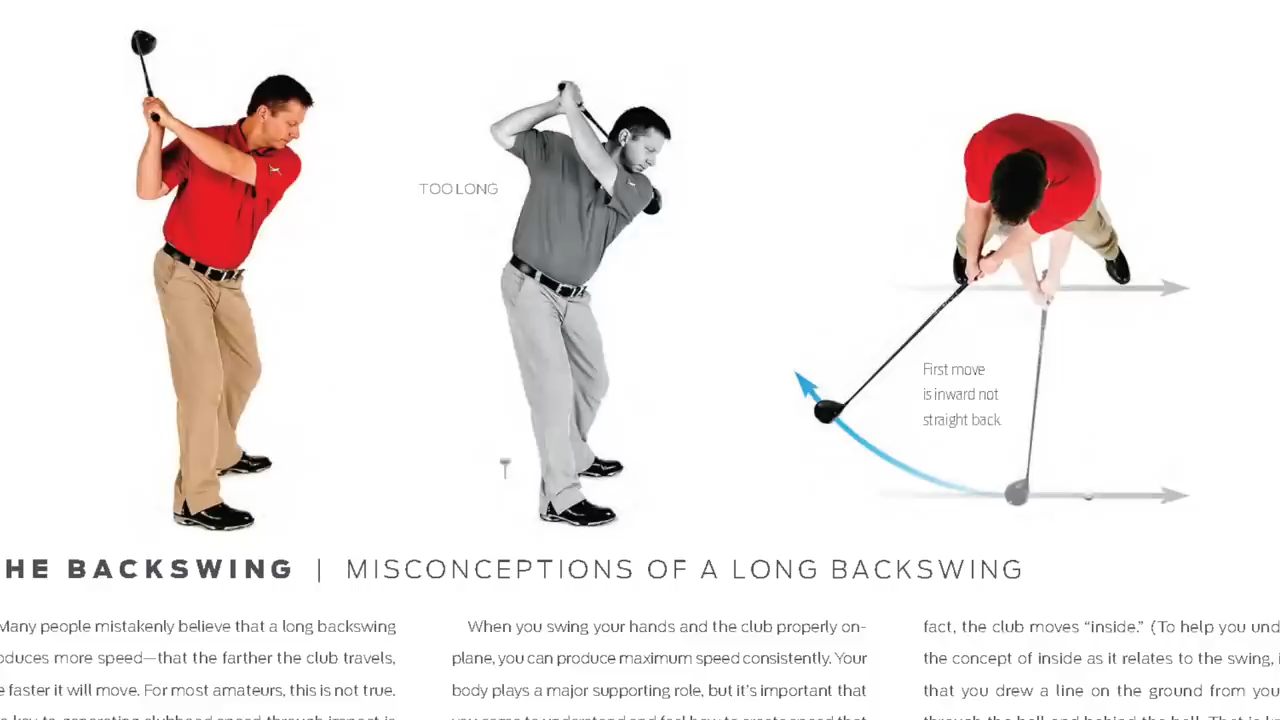 TOO LONG
First move
is inward not
straight back.
HE BACKSWING | MISCONCEPTIONS OF A LONG BACKSWING
Many people mistakenly believe that a long backswing
oduces more speed—that the farther the club travels,
e faster it will move. For most amateurs, this is not true.
When you swing your hands and the club properly on-
plane, you can produce maximum speed consistently. Your
body plays a major supporting role, but it's important that
fact, the club moves “inside.” (To help you und
the concept of inside as it relates to the swing, i
that you drew a line on the ground from you